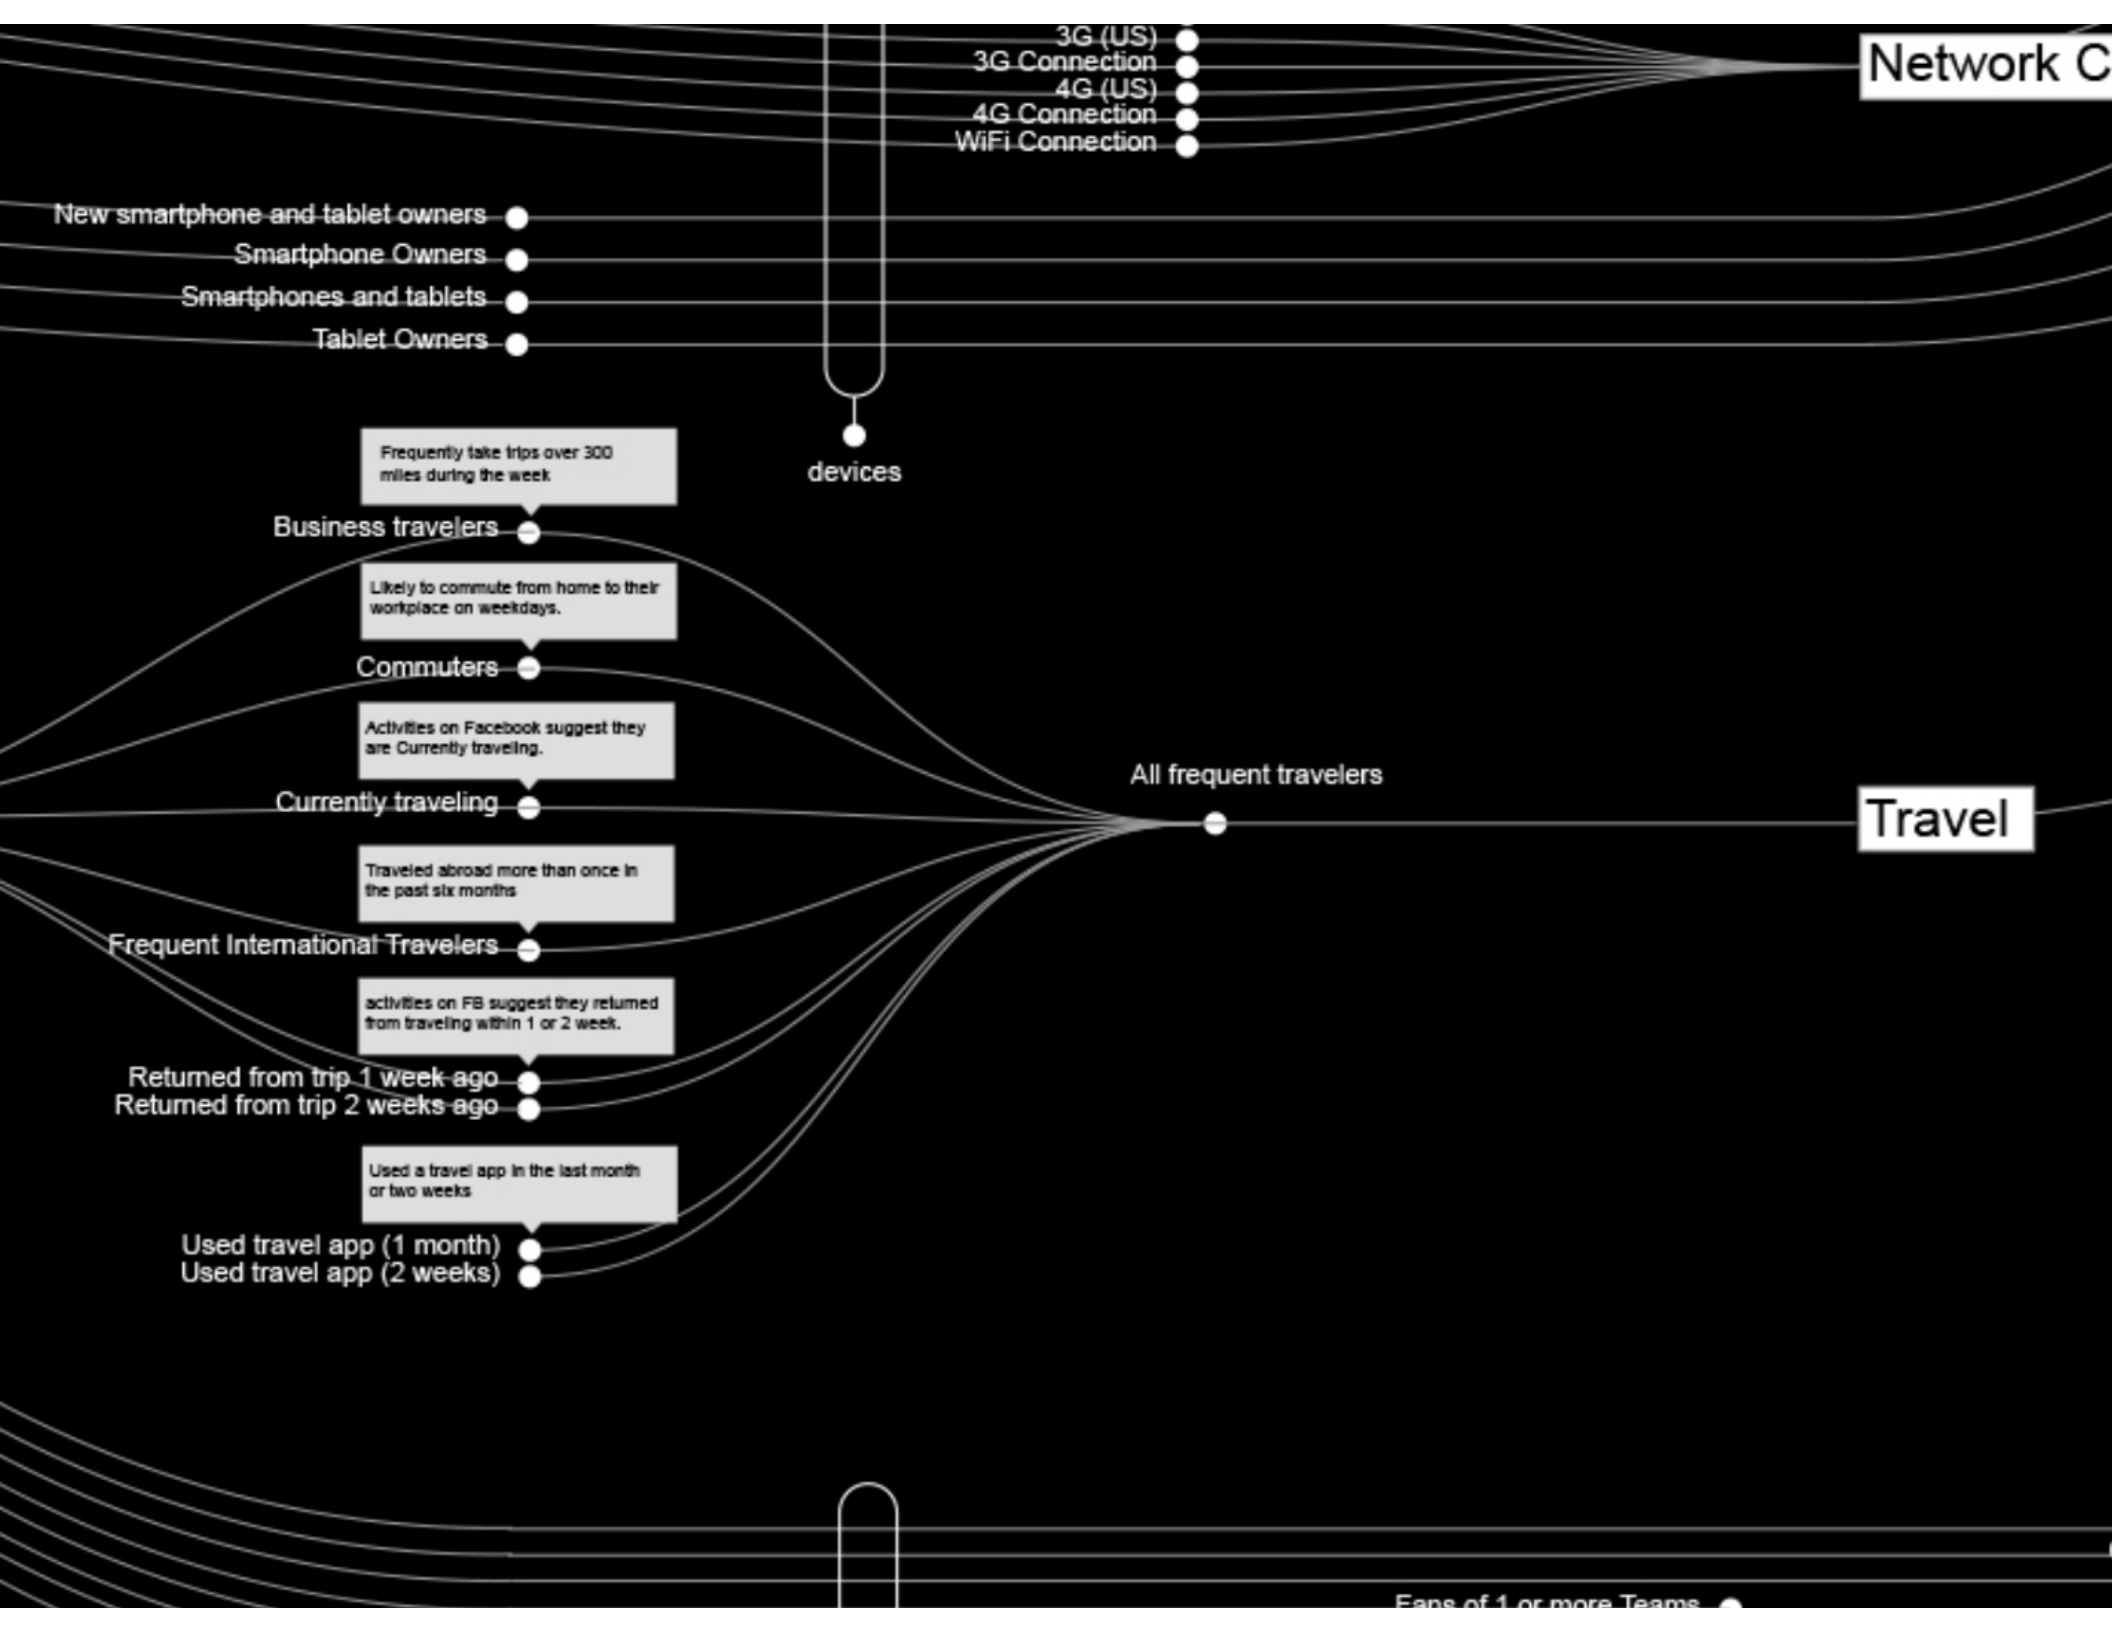 3G (US)
3G Connection
4G (US)
4G Connection
WiFi Connection
Network C
New smartphone and tablet owners
Smartphone Owners
Smartphones and tablets
Tablet Owners
devices
Frequently take trips over 300
miles during the week
Business travelers
Likely to commute from home to their
workplace on weekdays.
Commuters
Activities on Facebook suggest they
are Currently traveling.
Currently traveling
All frequent travelers
Travel
Traveled abroad more than once in
the past six months
Frequent International Travelers
activities on FB suggest they returned
from traveling within 1 or 2 week.
Returned from trip 1 week ago
Returned from trip 2 weeks ago
Used a travel app in the last month
or two weeks
Used travel app (1 month)
Used travel app (2 weeks)
Fans of 1 or more Teams